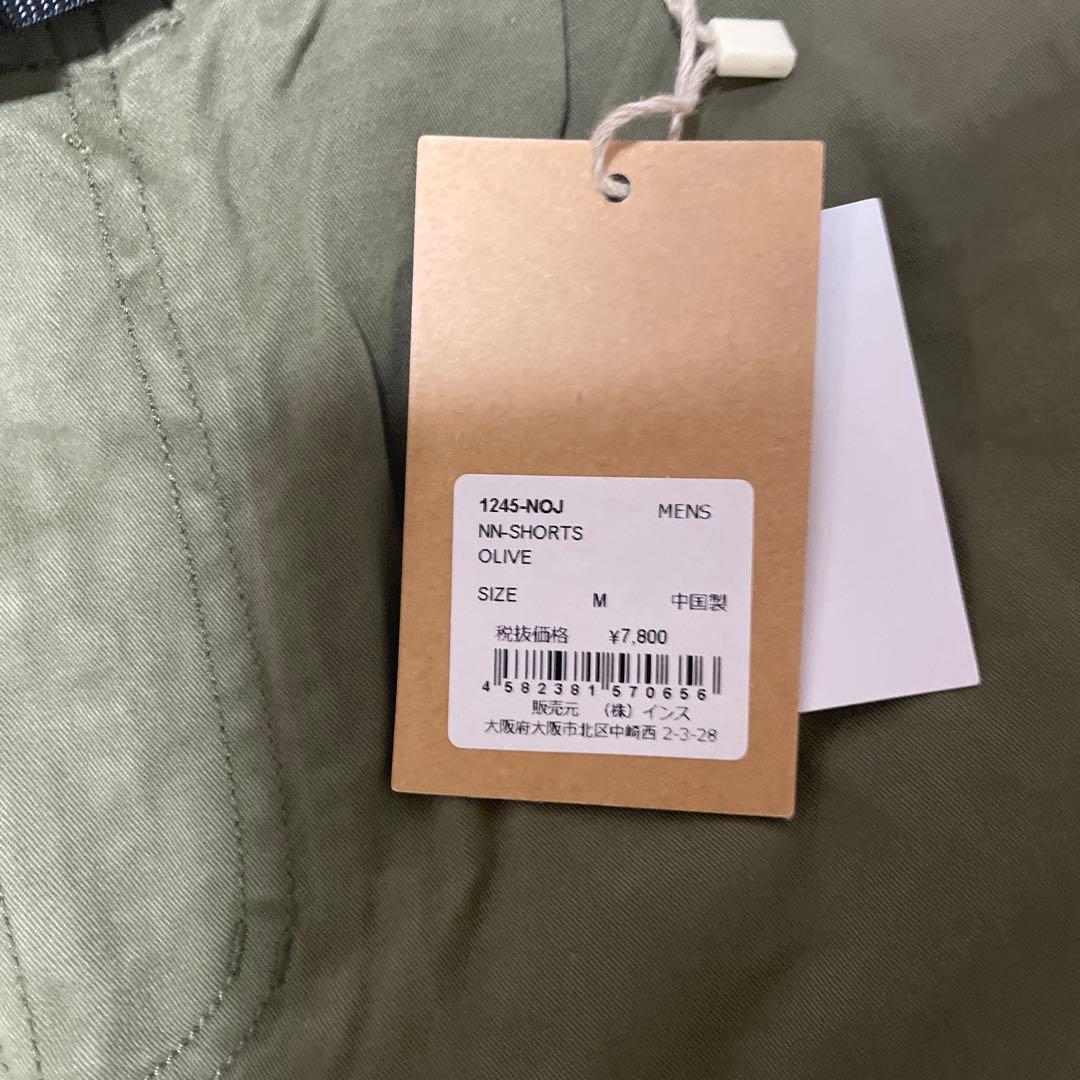 1245-NOJ MENS
NN-SHORTS
OLIVE
SIZE M 中国製
税抜価格 ¥7,800
4 582381 570656
販売元 （株）インス
大阪府大阪市北区中崎西 2-3-28